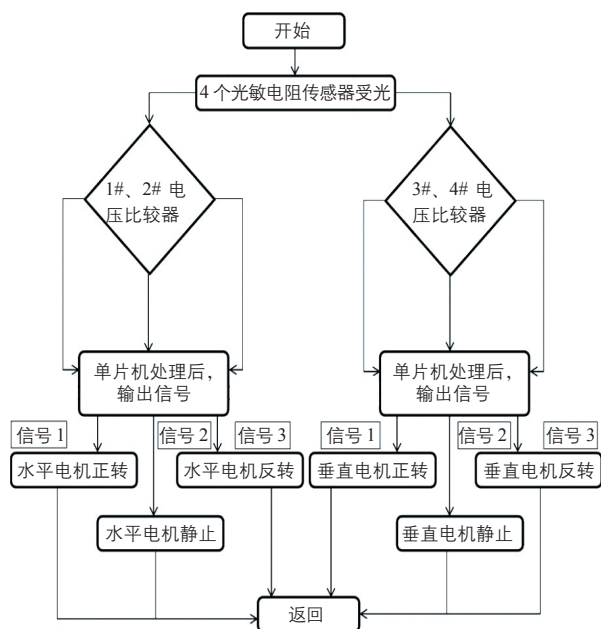 开始
4 个光敏电阻传感器受光
1#、2# 电
压比较器
3#、4# 电
压比较器
单片机处理后，
输出信号
单片机处理后，
输出信号
信号 1
信号 2
信号 3
信号 1
信号 2
信号 3
水平电机正转
水平电机反转
垂直电机正转
垂直电机反转
水平电机静止
垂直电机静止
返回